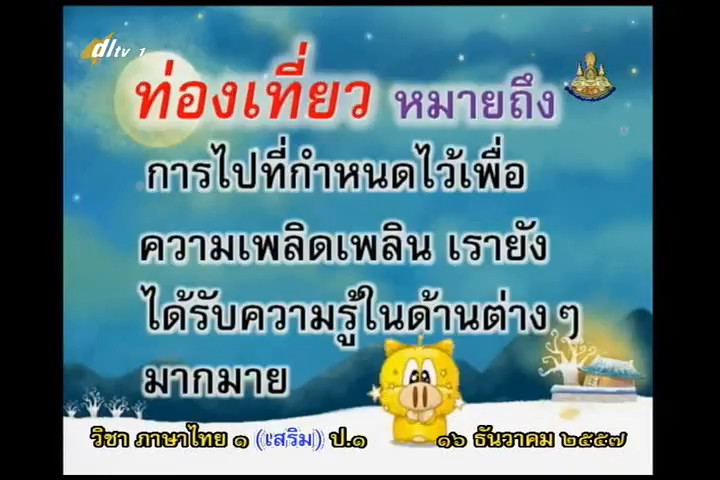 dltv 1
ท่องเที่ยว หมายถึง
การไปที่กำหนดไว้เพื่อ
ความเพลิดเพลิน เรายัง
ได้รับความรู้ในด้านต่าง ๆ
มากมาย
วิชา ภาษาไทย ๑ (เสริม) ป.๑ ๑๖ ธันวาคม ๒๕๕๗